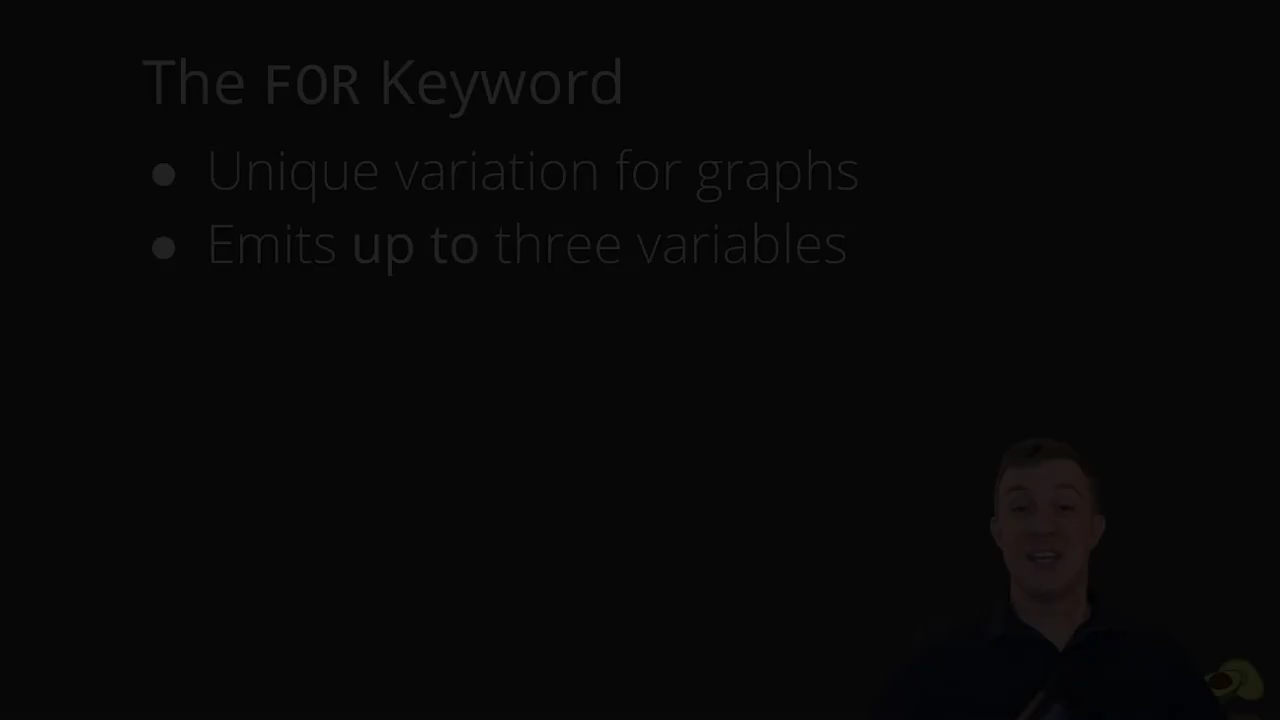 The FOR Keyword
● Unique variation for graphs
● Emits up to three variables